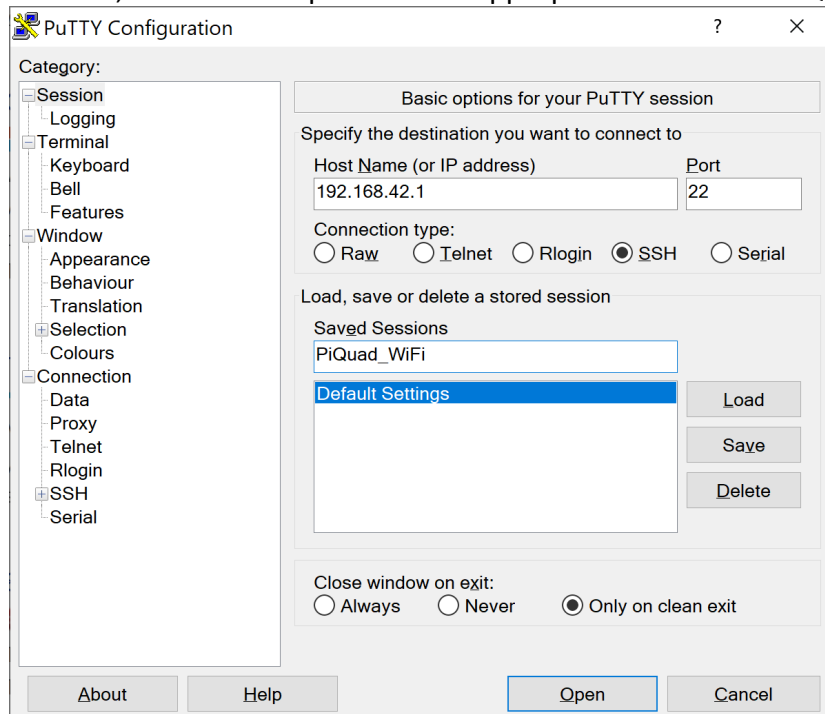 PuTTY Configuration ? ×
Category:
Session
Logging
Terminal
Keyboard
Bell
Features
Window
Appearance
Behaviour
Translation
Selection
Colours
Connection
Data
Proxy
Telnet
Rlogin
SSH
Serial
Basic options for your PuTTY session
Specify the destination you want to connect to
Host Name (or IP address) Port
192.168.42.1 22
Connection type:
Raw Telnet Rlogin SSH Serial
Load, save or delete a stored session
Saved Sessions
PiQuad_WiFi
Default Settings
Load
Save
Delete
Close window on exit:
Always Never Only on clean exit
About Help Open Cancel